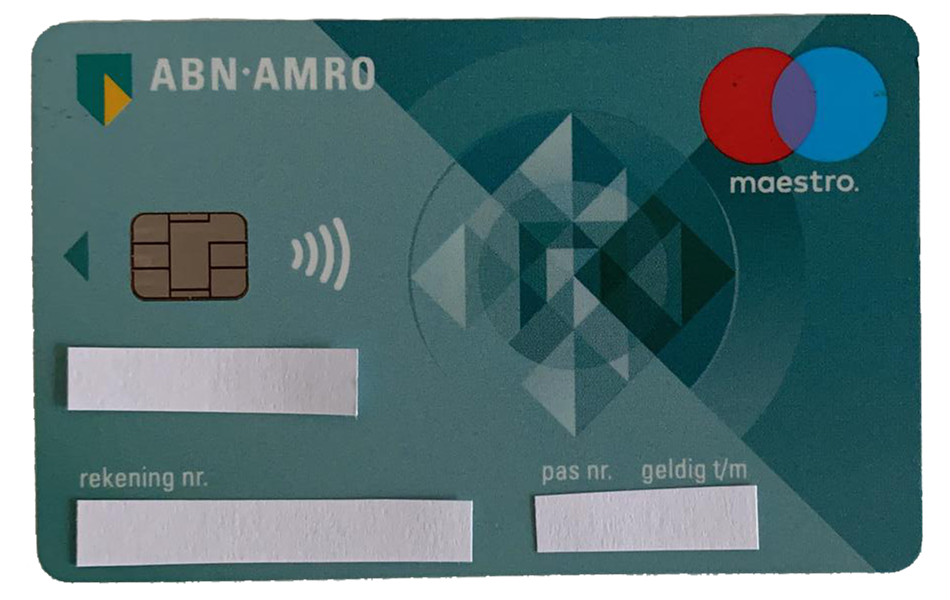 ABN·AMRO
maestro.
rekening nr.
pas nr. geldig t/m